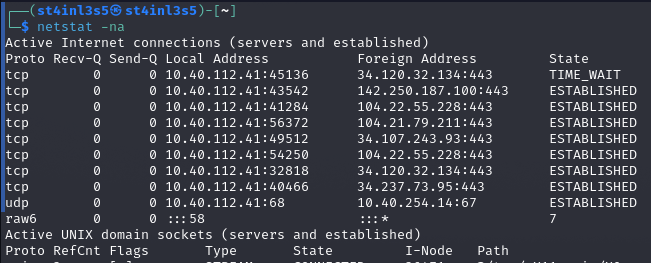 ┌──(st4inl3s5㉿st4inl3s5)-[~]
└─$ netstat -na
Active Internet connections (servers and established)
Proto Recv-Q Send-Q Local Address           Foreign Address         State
tcp        0      0 10.40.112.41:45136      34.120.32.134:443       TIME_WAIT
tcp        0      0 10.40.112.41:43542      142.250.187.100:443     ESTABLISHED
tcp        0      0 10.40.112.41:41284      104.22.55.228:443       ESTABLISHED
tcp        0      0 10.40.112.41:56372      104.21.79.211:443       ESTABLISHED
tcp        0      0 10.40.112.41:49512      34.107.243.93:443       ESTABLISHED
tcp        0      0 10.40.112.41:54250      104.22.55.228:443       ESTABLISHED
tcp        0      0 10.40.112.41:32818      34.120.32.134:443       ESTABLISHED
tcp        0      0 10.40.112.41:40466      34.237.73.95:443        ESTABLISHED
udp        0      0 10.40.112.41:68         10.40.254.14:67         ESTABLISHED
raw6       0      0 :::58                   :::*                    7
Active UNIX domain sockets (servers and established)
Proto RefCnt Flags       Type       State         I-Node   Path